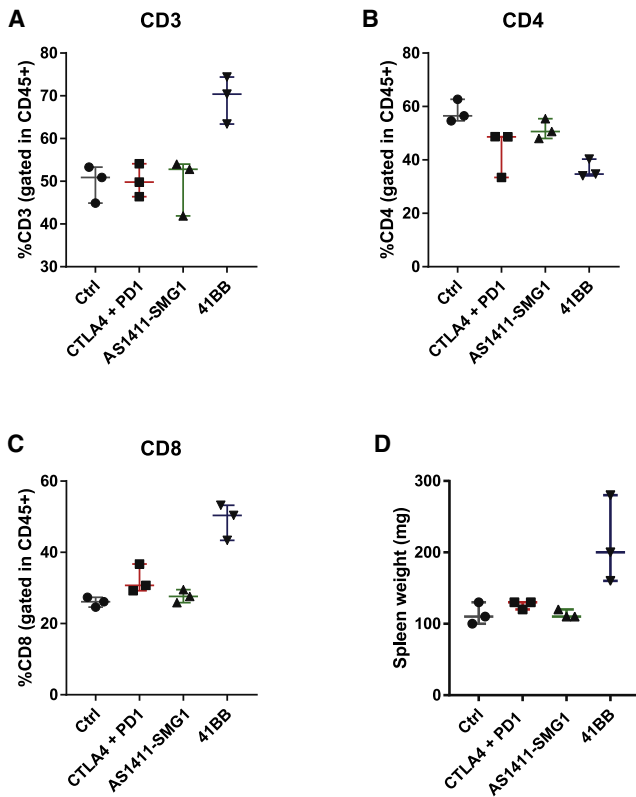 A
CD3
%CD3 (gated in CD45+)
80
70
60
50
40
30
Ctrl
CTLA4 + PD1
AS1411-SMG1
41BB
B
CD4
%CD4 (gated in CD45+)
80
60
40
20
0
Ctrl
CTLA4 + PD1
AS1411-SMG1
41BB
C
CD8
%CD8 (gated in CD45+)
60
40
20
0
Ctrl
CTLA4 + PD1
AS1411-SMG1
41BB
D
Spleen weight (mg)
300
200
100
0
Ctrl
CTLA4 + PD1
AS1411-SMG1
41BB